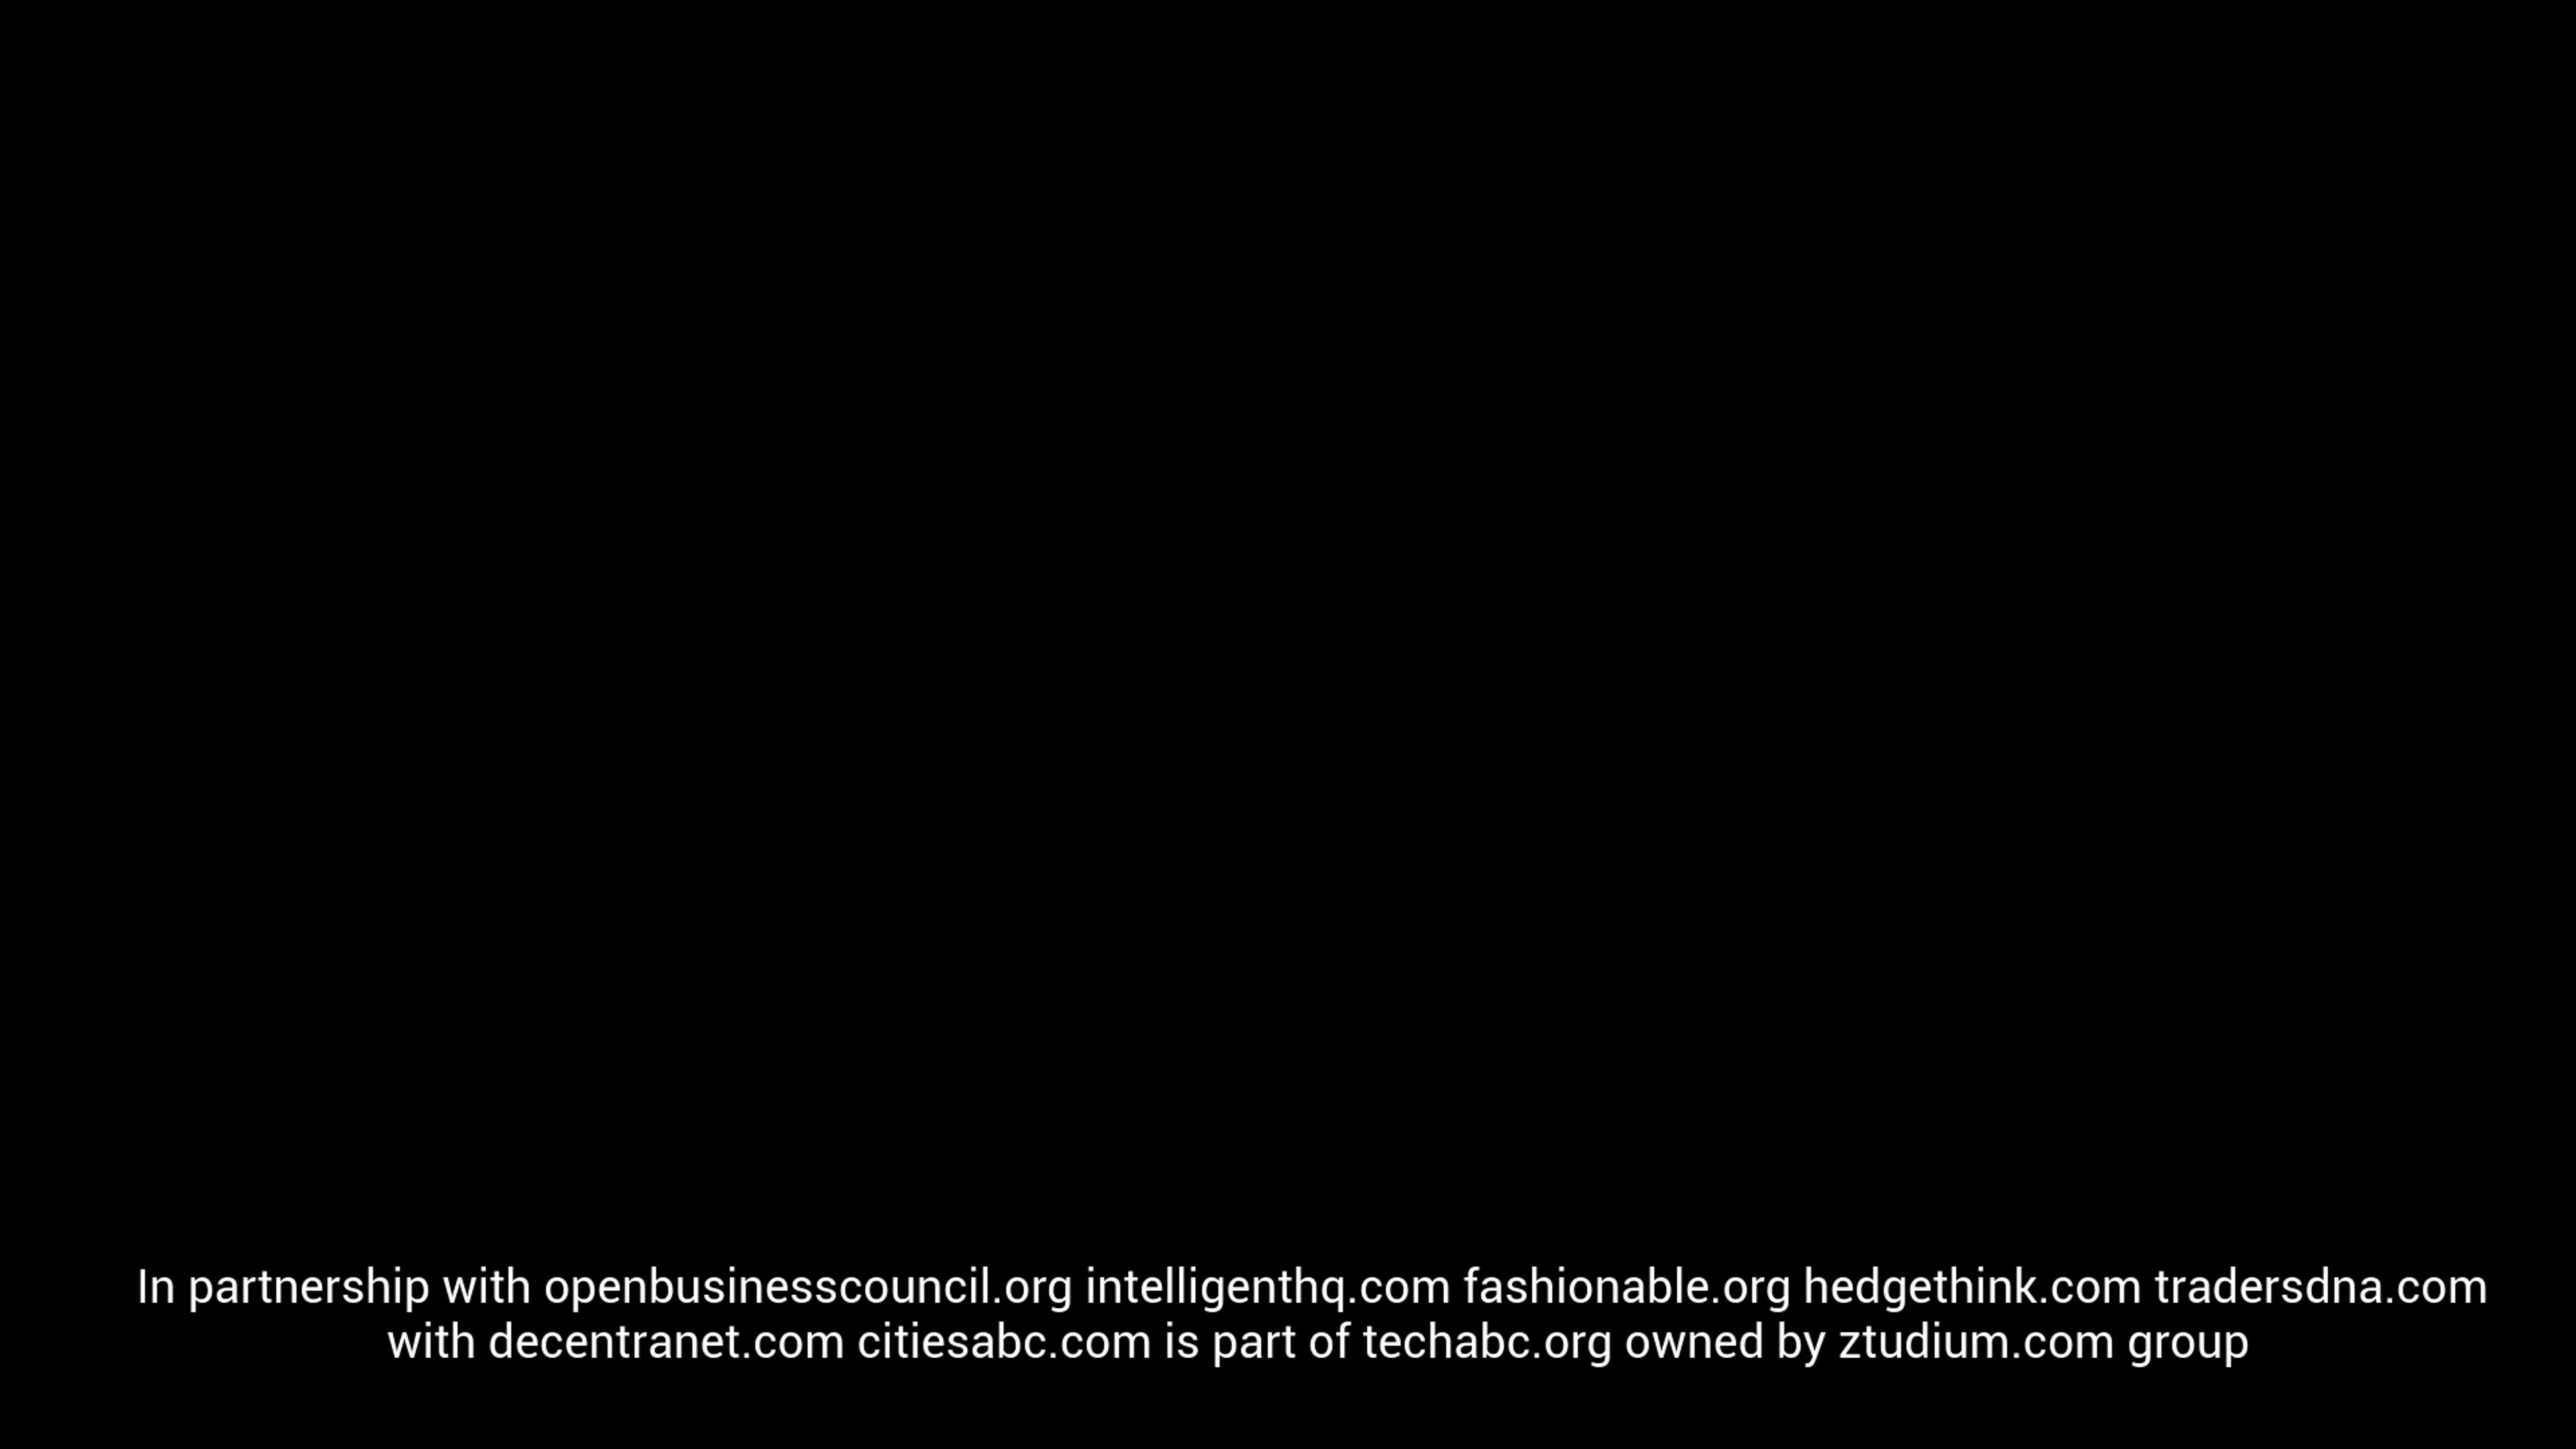 In partnership with openbusinesscouncil.org intelligenthq.com fashionable.org hedgethink.com tradersdna.com
with decentranet.com citiesabc.com is part of techabc.org owned by ztudium.com group